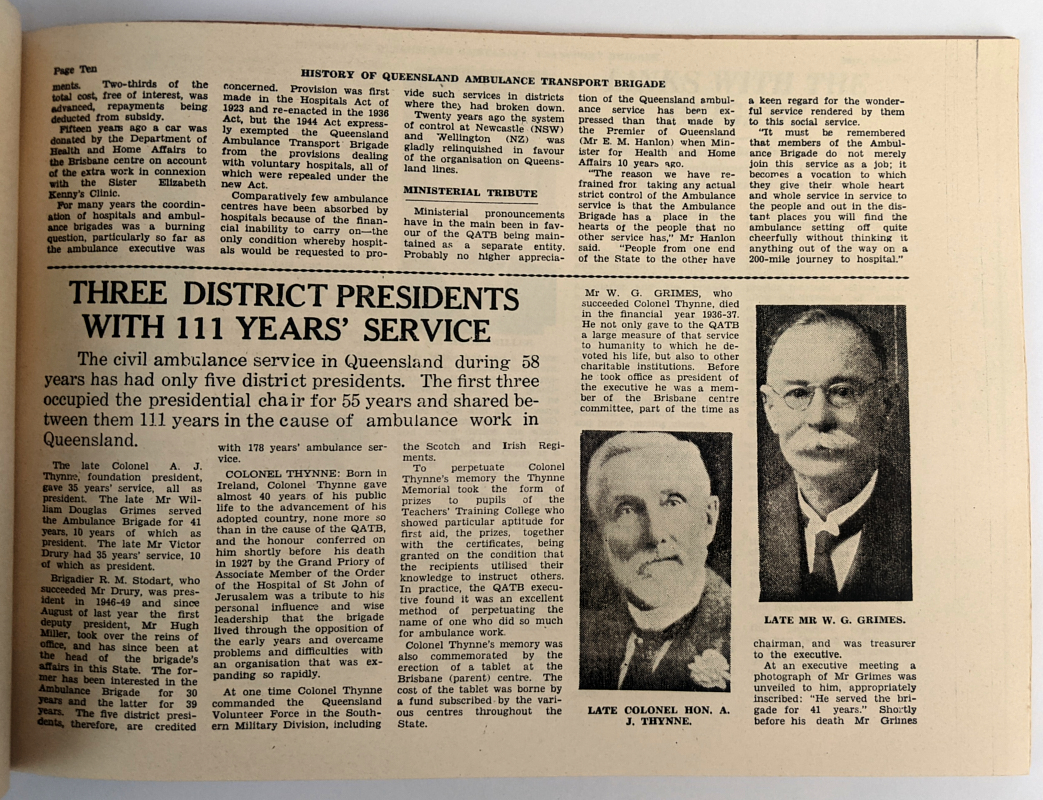 Page Ten
HISTORY OF QUEENSLAND AMBULANCE TRANSPORT BRIGADE
ments. Two-thirds of the
total cost, free of interest, was
advanced, repayments being
deducted from subsidy.
Fifteen years ago a car was
donated by the Department of
Health and Home Affairs to
the Brisbane centre on account
of the extra work in connexion
with the Sister Elizabeth
Kenny's Clinic.
For many years the coordin-
ation of hospitals and ambul-
ance brigades was a burning
question, particularly so far as
the ambulance executive was
concerned. Provision was first
made in the Hospitals Act of
1923 and re-enacted in the 1936
Act, but the 1944 Act express-
ly exempted the Queensland
Ambulance Transport Brigade
from the provisions dealing
with voluntary hospitals, all of
which were repealed under the
new Act.
Comparatively few ambulance
centres have been absorbed by
hospitals because of the finan-
cial inability to carry on—the
only condition whereby hospit-
als would be requested to pro-
vide such services in districts
where they had broken down.
Twenty years ago the system
of control at Newcastle (NSW)
and Wellington (NZ) was
gladly relinquished in favour
of the organisation on Queens-
land lines.
MINISTERIAL TRIBUTE
Ministerial pronouncements
have in the main been in fav-
our of the QATB being main-
tained as a separate entity.
Probably no higher apprecia-
tion of the Queensland ambul-
ance service has been ex-
pressed than that made by
the Premier of Queensland
(Mr E. M. Hanlon) when Min-
ister for Health and Home
Affairs 10 years ago.
"The reason we have re-
frained fror taking any actual
strict control of the Ambulance
service is that the Ambulance
Brigade has a place in the
hearts of the people that no
other service has," Mr Hanlon
said. "People from one end
of the State to the other have
a keen regard for the wonder-
ful service rendered by them
to this social service.
"It must be remembered
that members of the Ambul-
ance Brigade do not merely
join this service as a job; it
becomes a vocation to which
they give their whole heart
and whole service in service to
the people and out in the dis-
tant places you will find the
ambulance setting off quite
cheerfully without thinking it
anything out of the way on a
200-mile journey to hospital."
THREE DISTRICT PRESIDENTS
WITH 111 YEARS' SERVICE
The civil ambulance service in Queensland during 58
years has had only five district presidents. The first three
occupied the presidential chair for 55 years and shared be-
tween them 111 years in the cause of ambulance work in
Queensland.
The late Colonel A. J.
Thynne, foundation president,
gave 35 years' service, all as
president. The late Mr Wil-
liam Douglas Grimes served
the Ambulance Brigade for 41
years, 10 years of which as
president. The late Mr Victor
Drury had 35 years' service, 10
of which as president.
Brigadier R. M. Stodart, who
succeeded Mr Drury, was pres-
ident in 1946-49 and since
August of last year the first
deputy president, Mr Hugh
Miller, took over the reins of
office, and has since been at
the head of the brigade's
affairs in this State. The for-
mer has been interested in the
Ambulance Brigade for 30
years and the latter for 39
years. The five district presi-
dents, therefore, are credited
with 178 years' ambulance ser-
vice.
COLONEL THYNNE: Born in
Ireland, Colonel Thynne gave
almost 40 years of his public
life to the advancement of his
adopted country, none more so
than in the cause of the QATB,
and the honour conferred on
him shortly before his death
in 1927 by the Grand Priory of
Associate Member of the Order
of the Hospital of St John of
Jerusalem was a tribute to his
personal influence and wise
leadership that the brigade
lived through the opposition of
the early years and overcame
problems and difficulties with
an organisation that was ex-
panding so rapidly.
At one time Colonel Thynne
commanded the Queensland
Volunteer Force in the South-
ern Military Division, including
the Scotch and Irish Regi-
ments.
To perpetuate Colonel
Thynne's memory the Thynne
Memorial took the form of
prizes to pupils of the
Teachers' Training College who
showed particular aptitude for
first aid, the prizes, together
with the certificates, being
granted on the condition that
the recipients utilised their
knowledge to instruct others.
In practice, the QATB execu-
tive found it was an excellent
method of perpetuating the
name of one who did so much
for ambulance work.
Colonel Thynne's memory was
also commemorated by the
erection of a tablet at the
Brisbane (parent) centre. The
cost of the tablet was borne by
a fund subscribed by the vari-
ous centres throughout the
State.
Mr W. G. GRIMES, who
succeeded Colonel Thynne, died
in the financial year 1936-37.
He not only gave to the QATB
a large measure of that service
to humanity to which he de-
voted his life, but also to other
charitable institutions. Before
he took office as president of
the executive he was a mem-
ber of the Brisbane centre
committee, part of the time as
LATE COLONEL HON. A.
J. THYNNE.
LATE MR W. G. GRIMES.
chairman, and was treasurer
to the executive.
At an executive meeting a
photograph of Mr Grimes was
unveiled to him, appropriately
inscribed: "He served the bri-
gade for 41 years." Shortly
before his death Mr Grimes